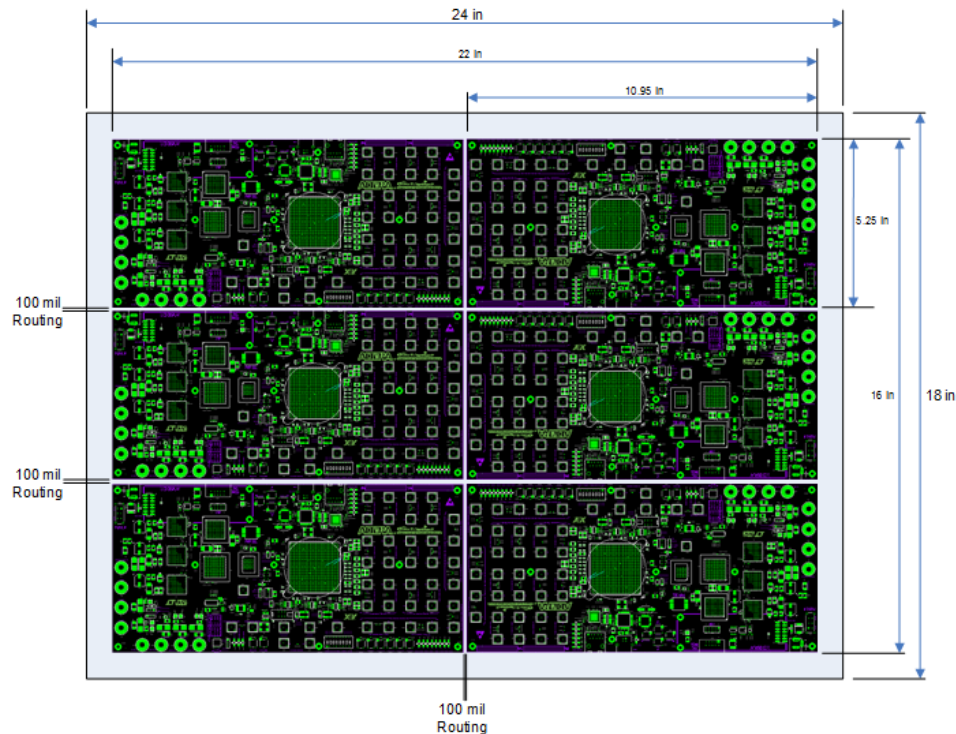 24 in
22 in
10.95 in
5.25 in
100 mil
Routing
16 in
18 in
100 mil
Routing
100 mil
Routing